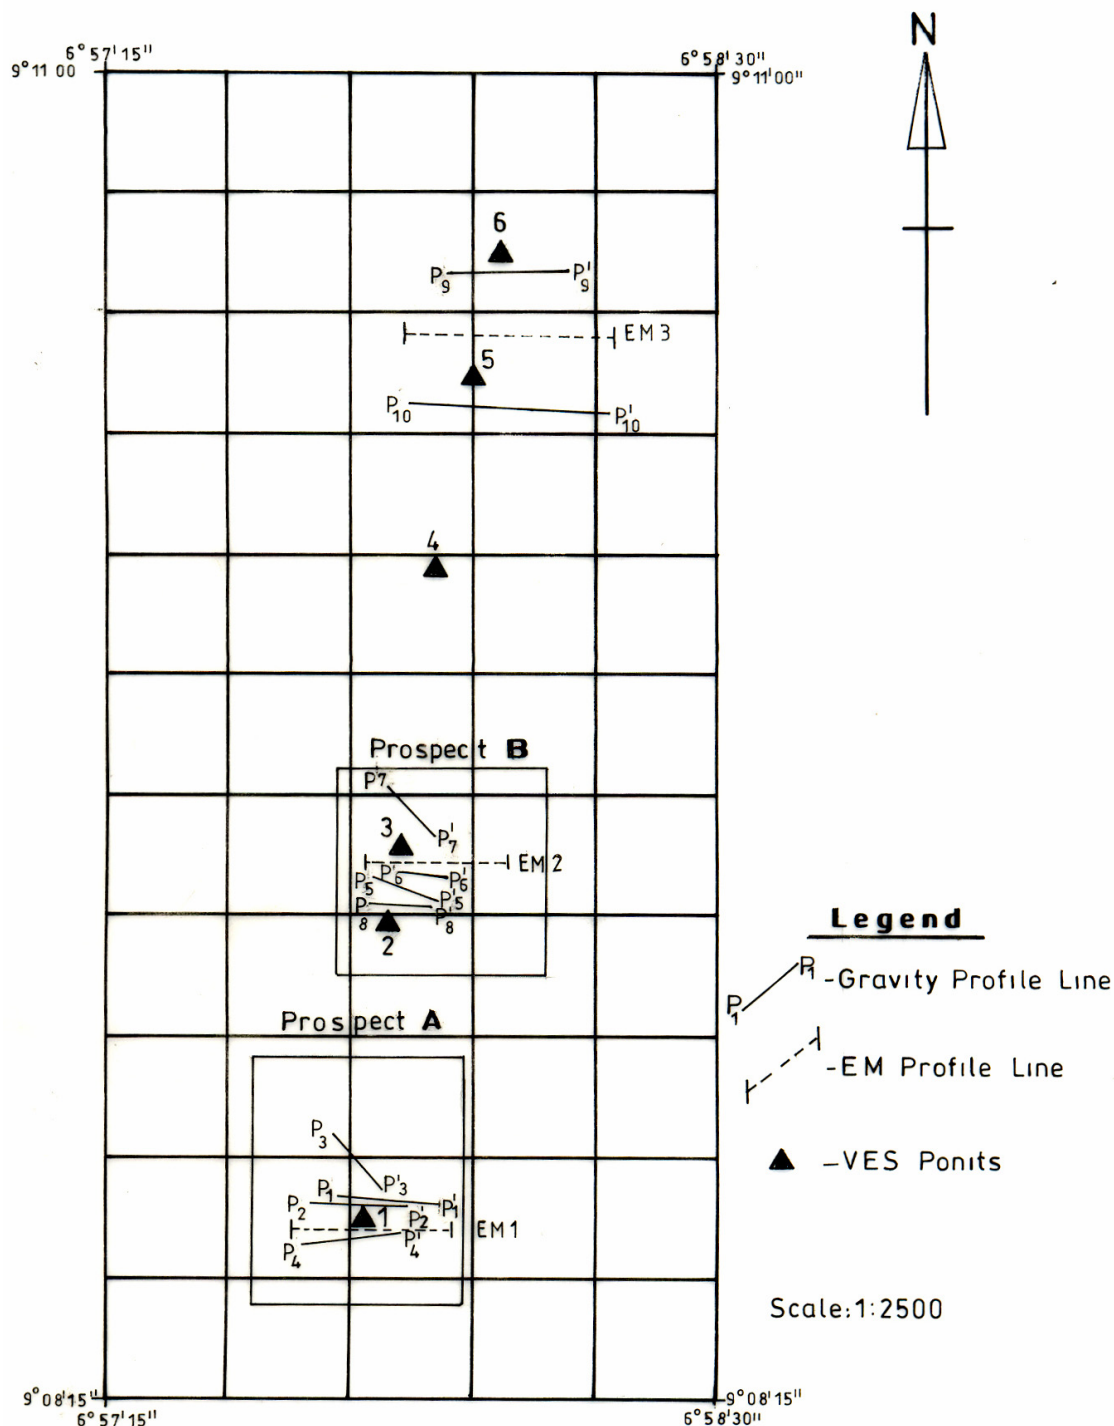 N
6°57'15" 6°58'30"
9°11 00 9°11'00"
6
P9 P'9
EM3
5
P10 P'10
4
Prospect B
P'7
3 P'7
EM2
P5 P'6 P'6
P'5
P8 P'8
2
Legend
P1 P1 -Gravity Profile Line
Prospect A
-EM Profile Line
P3
-VES Ponits
P1 P'3
P2 P'1
1 P'2
EM1
P4 P'4
Scale:1:2500
9°08'15" 9°08'15"
6°57'15" 6°58'30"